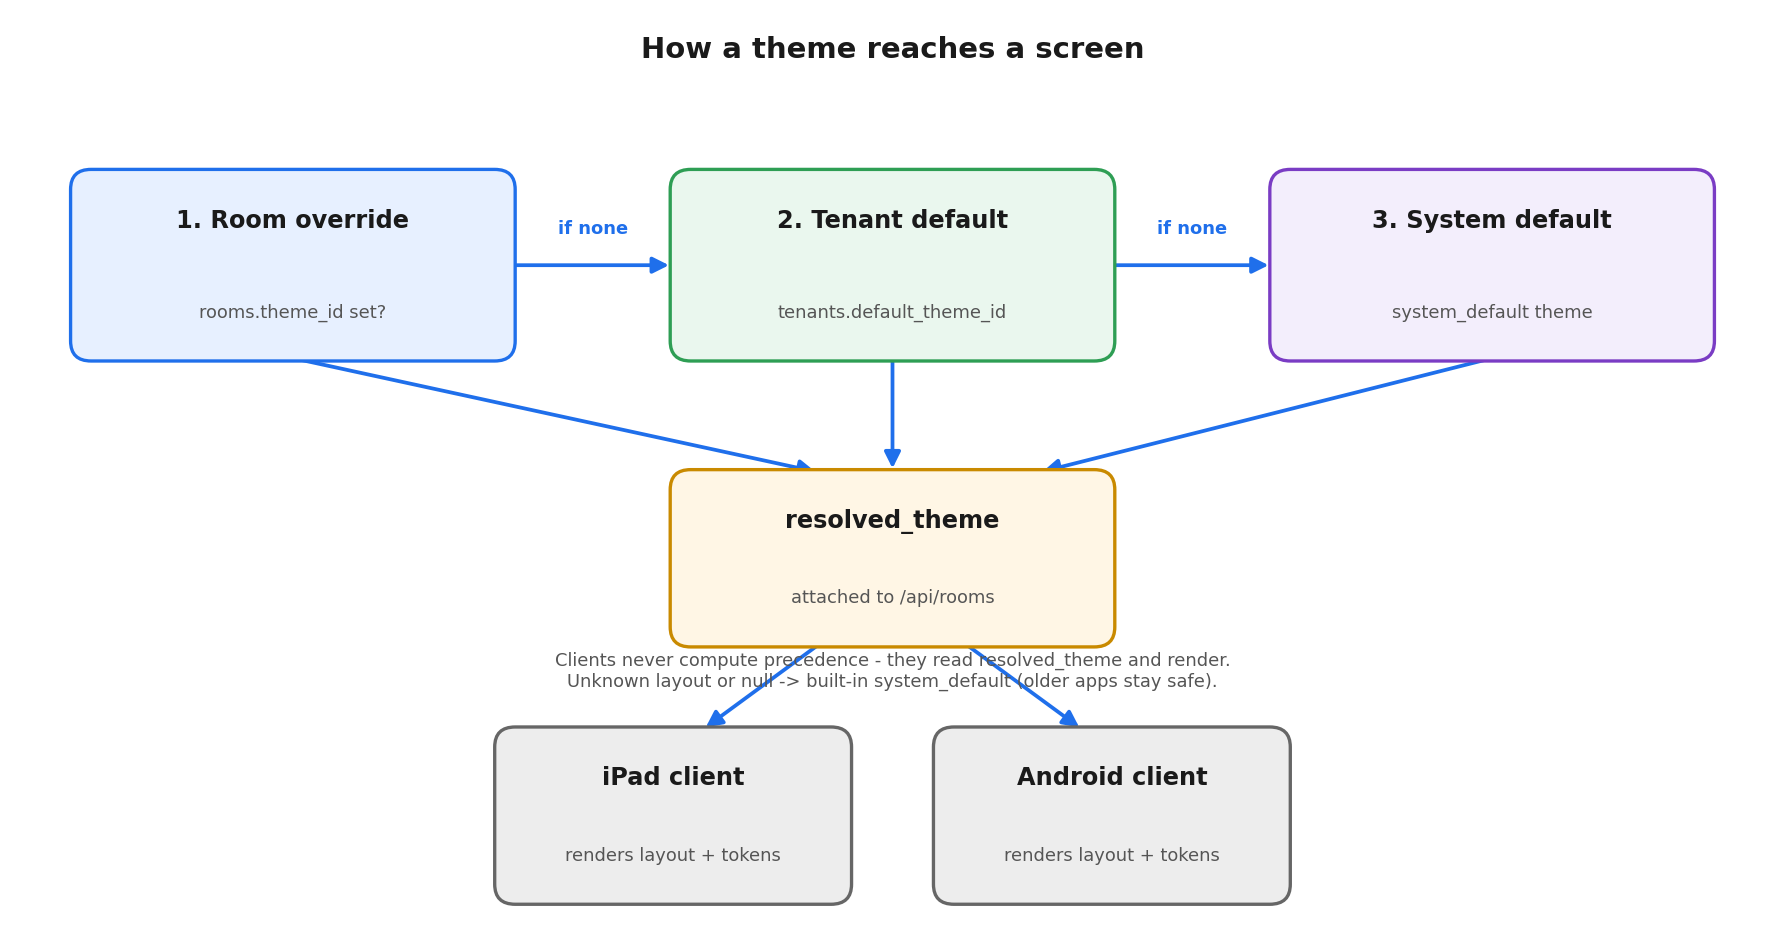 How a theme reaches a screen
1. Room override
if none
2. Tenant default
if none
3. System default
rooms.theme_id set?
tenants.default_theme_id
system_default theme
resolved_theme
attached to /api/rooms
Clients never compute precedence - they read resolved_theme and render.
Unknown layout or null -> built-in system_default (older apps stay safe).
iPad client
Android client
renders layout + tokens
renders layout + tokens